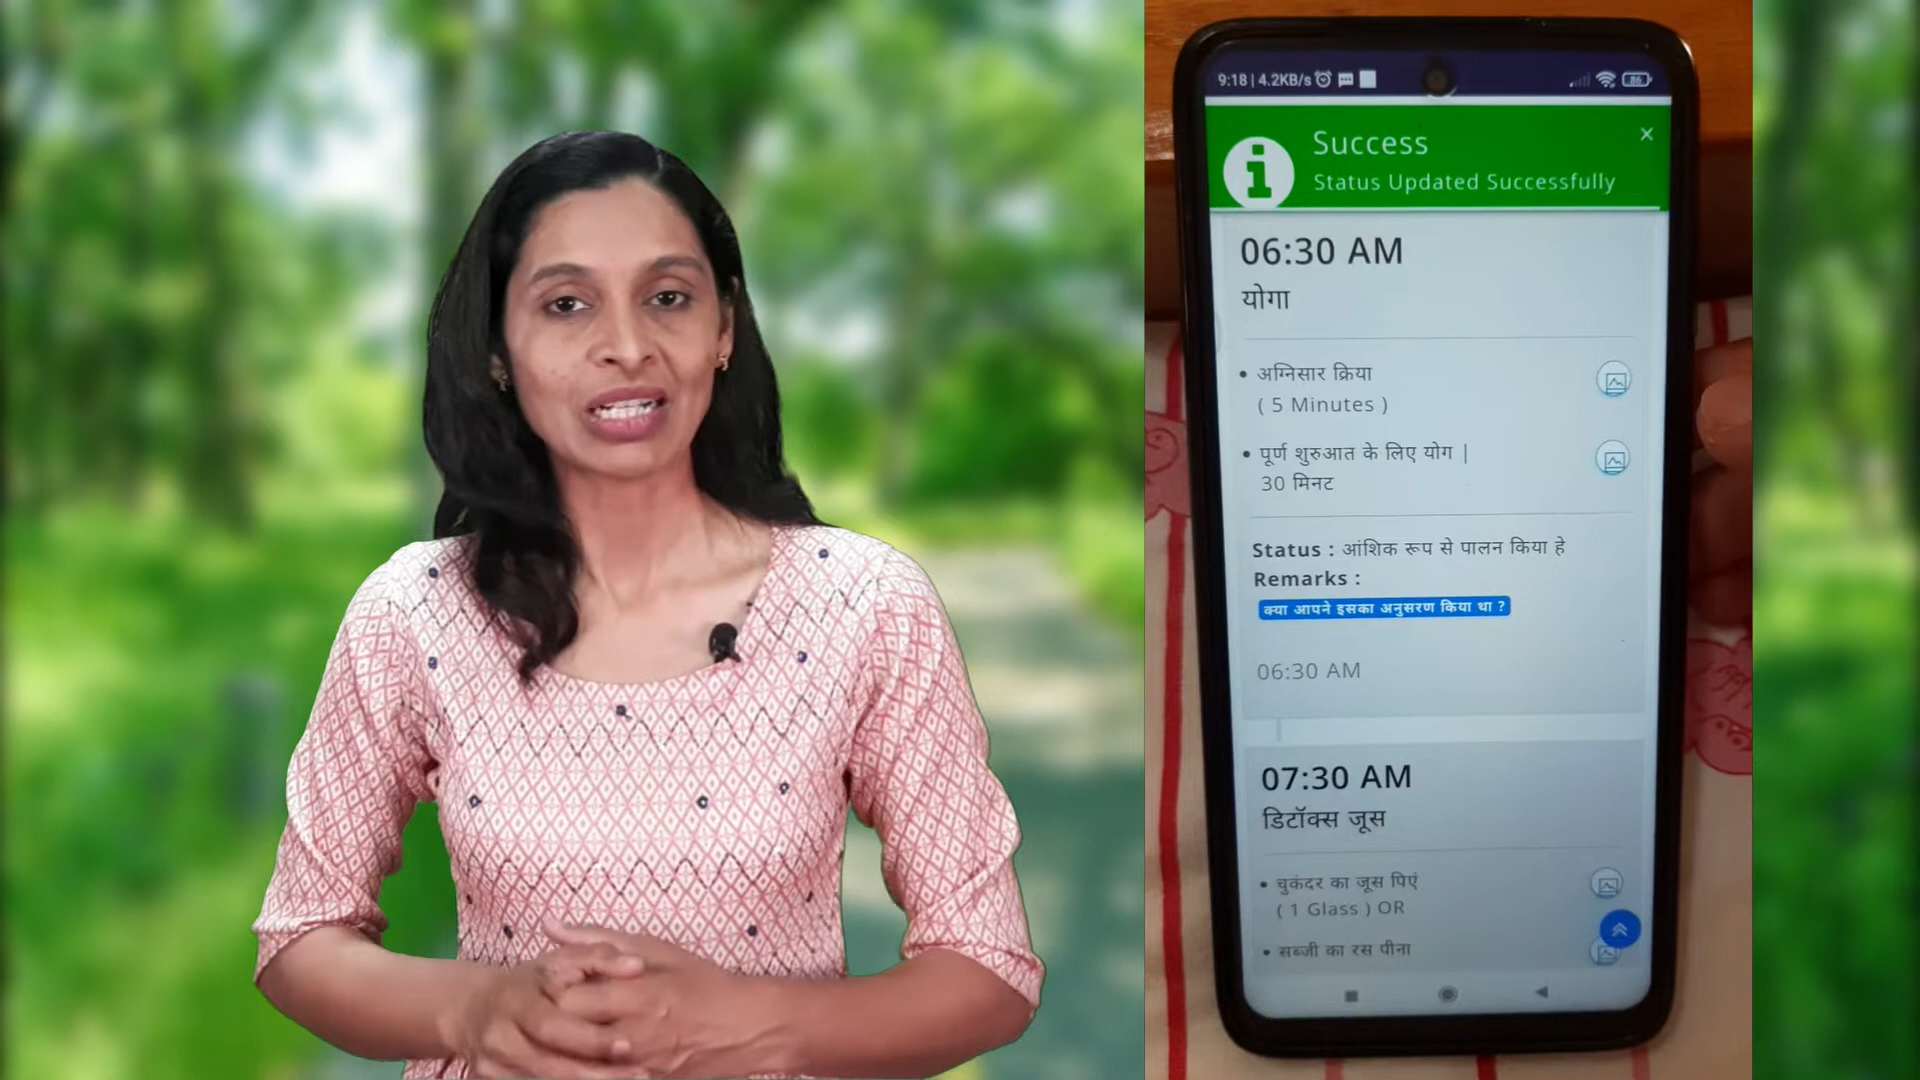 9:18 | 4.2KB/s
86
Success
Status Updated Successfully
06:30 AM
योगा
• अग्निसार क्रिया
( 5 Minutes )
• पूर्ण शुरुआत के लिए योग |
30 मिनट
Status : आंशिक रूप से पालन किया हे
Remarks :
क्या आपने इसका अनुसरण किया था ?
06:30 AM
07:30 AM
डिटॉक्स जूस
• चुकंदर का जूस पिएं
( 1 Glass ) OR
• सब्जी का रस पीना